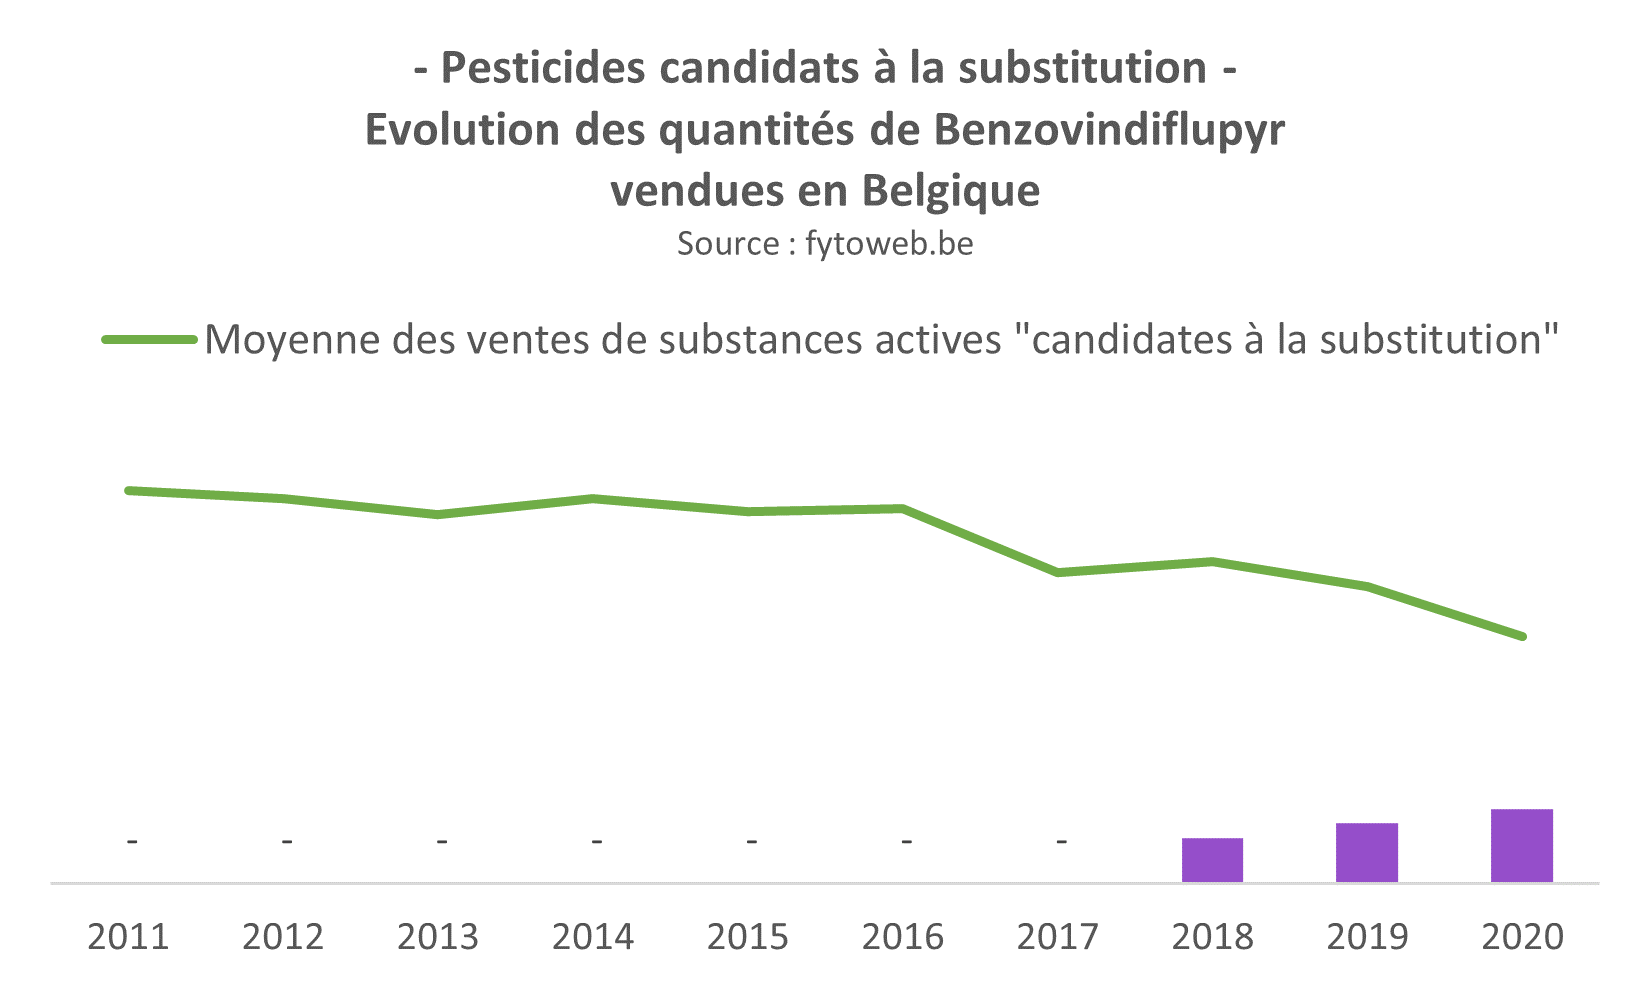 - Pesticides candidats à la substitution -
Evolution des quantités de Benzovindiflupyr
vendues en Belgique
Source : fytoweb.be
Moyenne des ventes de substances actives "candidates à la substitution"
- - - - - - -
2011 2012 2013 2014 2015 2016 2017 2018 2019 2020